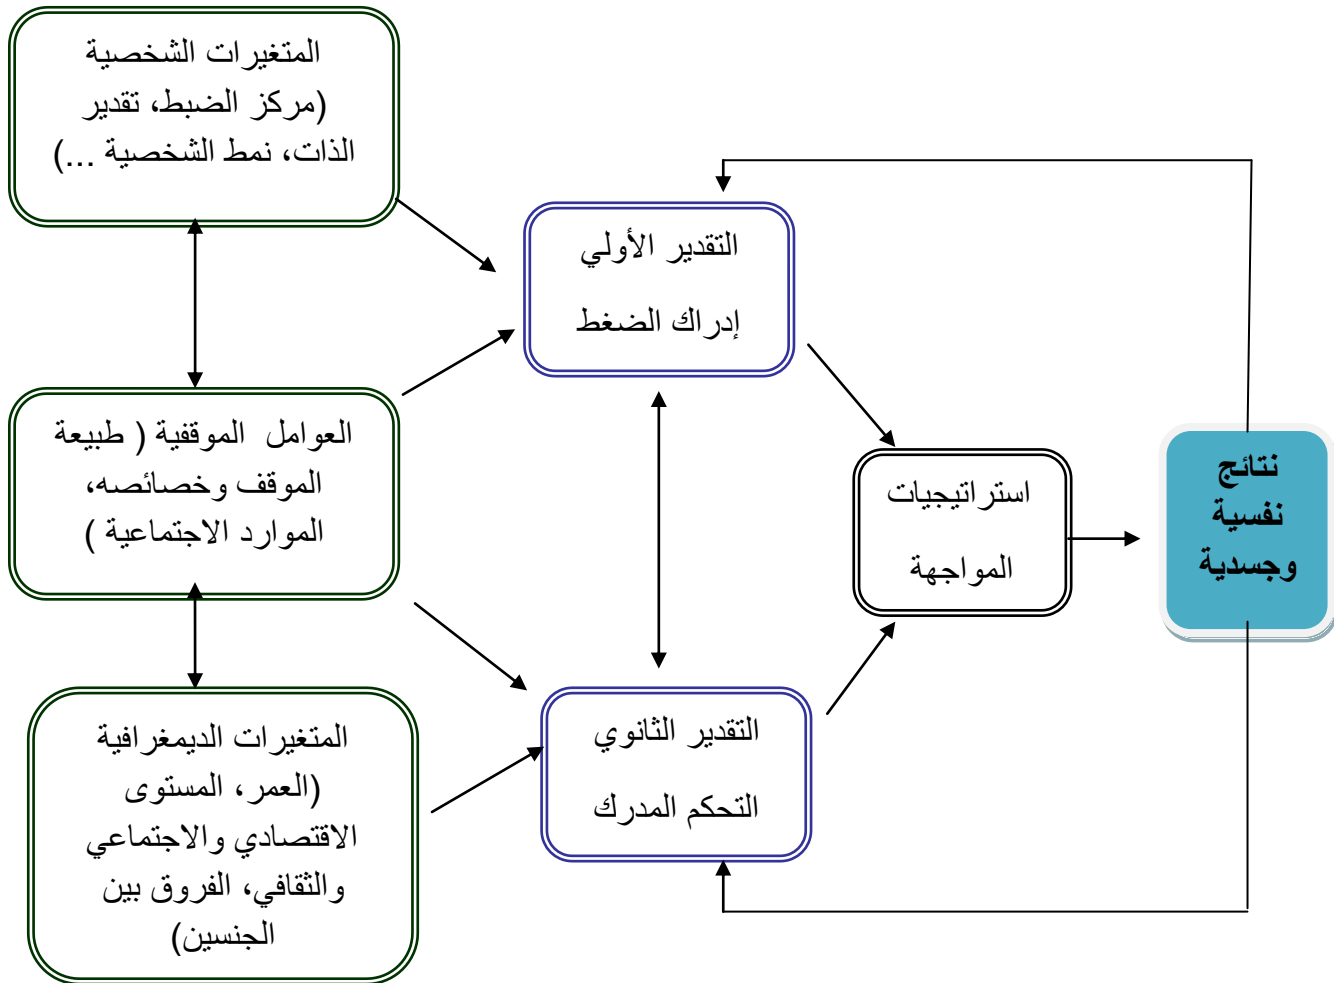 المتغيرات الشخصية
(مركز الضبط، تقدير
الذات، نمط الشخصية ...)
العوامل الموقفية ( طبيعة
الموقف وخصائصه،
الموارد الاجتماعية )
المتغيرات الديمغرافية
(العمر، المستوى
الاقتصادي والاجتماعي
والثقافي، الفروق بين
الجنسين)
التقدير الأولي
إدراك الضغط
التقدير الثانوي
التحكم المدرك
استراتيجيات
المواجهة
نتائج
نفسية
وجسدية